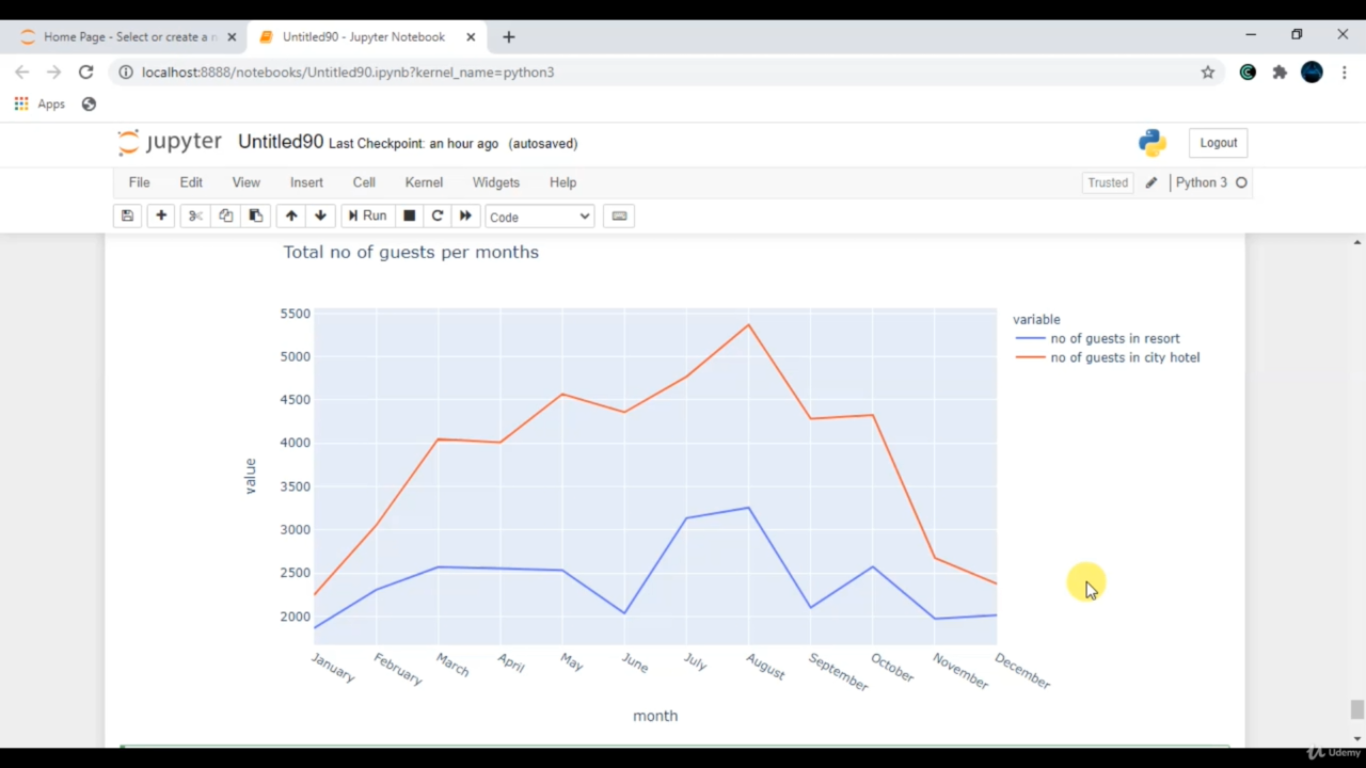 Home Page - Select or create a n
Untitled90 - Jupyter Notebook
localhost:8888/notebooks/Untitled90.ipynb?kernel_name=python3
Apps
jupyter Untitled90 Last Checkpoint: an hour ago (autosaved)
Logout
File Edit View Insert Cell Kernel Widgets Help
Trusted Python 3
Run Code
Total no of guests per months
5500
5000
4500
4000
3500
3000
2500
2000
value
variable
no of guests in resort
no of guests in city hotel
January February March April May June July August September October November December
month
Udemy